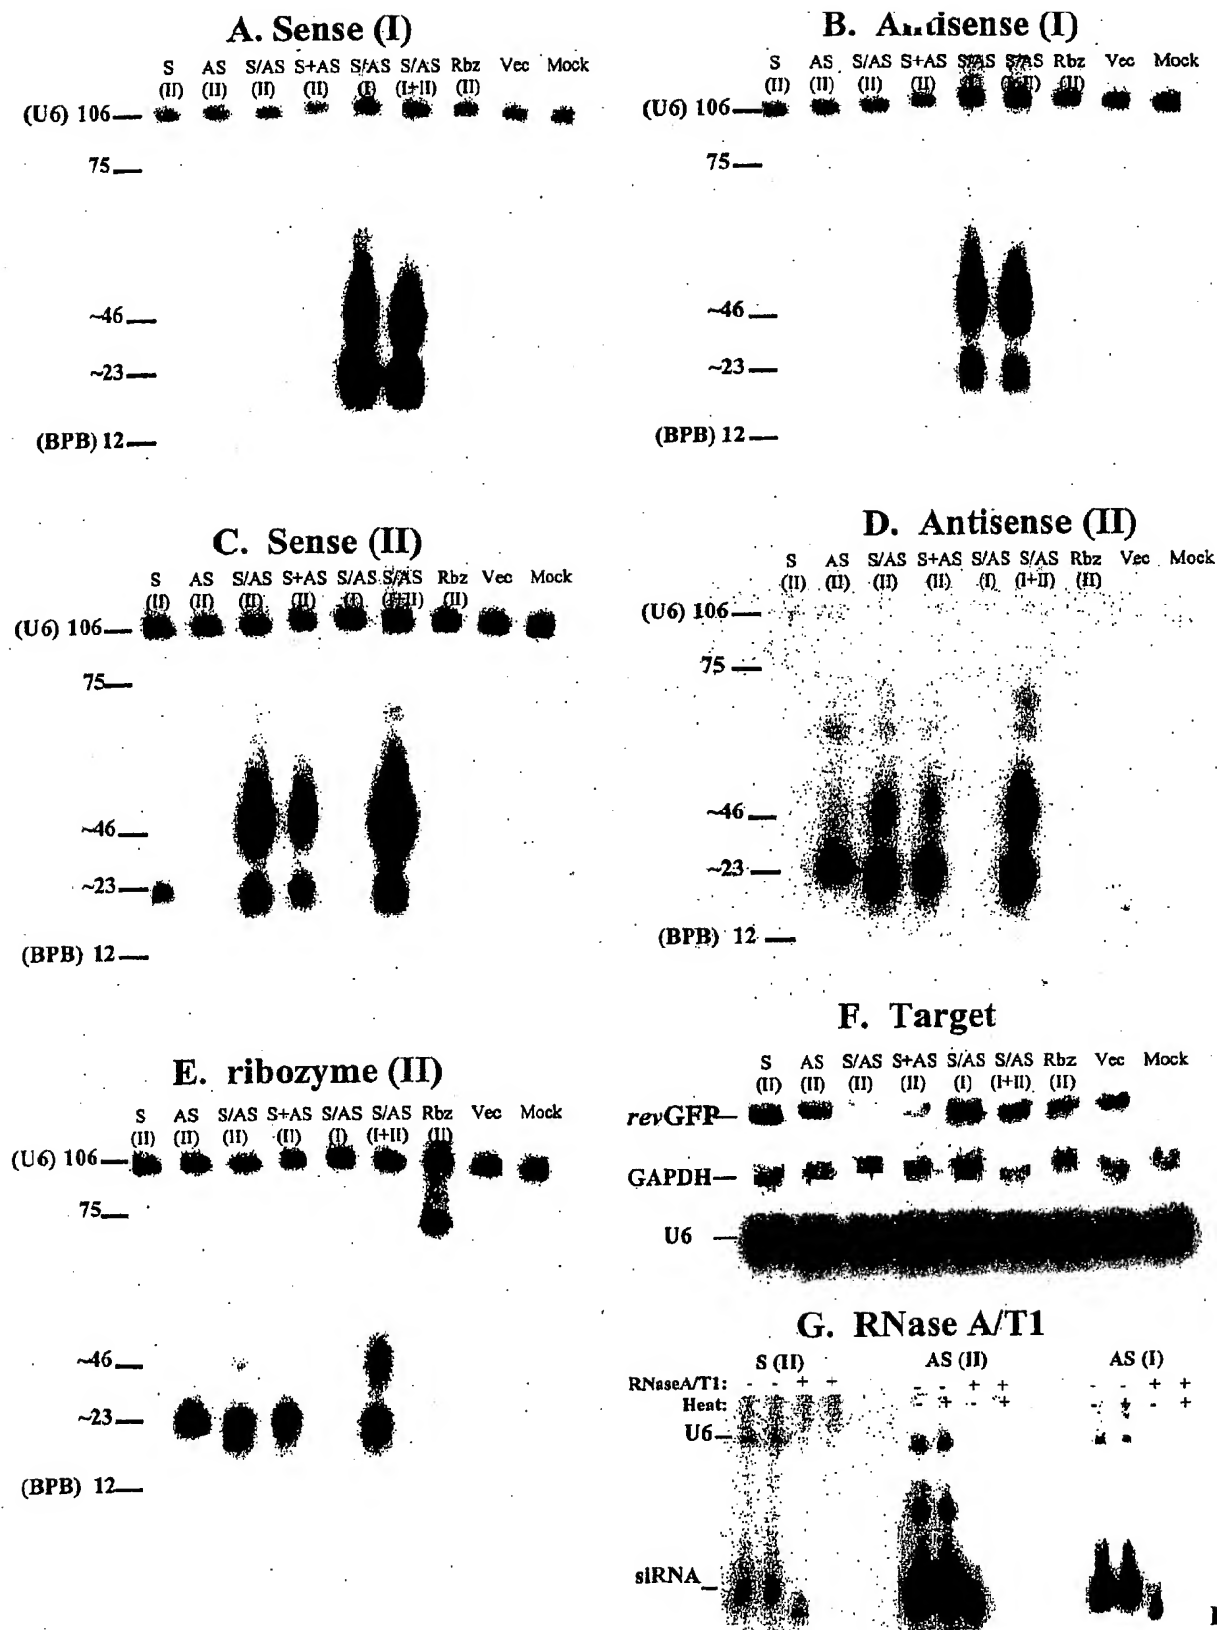 A. Sense (I)
S AS S/AS S+AS S/AS S/AS Rbz Vec Mock
(II) (II) (II) (II) (I) (I+II) (II)
(U6) 106
75
~46
~23
(BPB) 12
B. Antisense (I)
S AS S/AS S+AS S/AS S/AS Rbz Vec Mock
(II) (II) (II) (II) (I) (I+II) (II)
(U6) 106
75
~46
~23
(BPB) 12
C. Sense (II)
S AS S/AS S+AS S/AS S/AS Rbz Vec Mock
(II) (II) (II) (II) (I) (I+II) (II)
(U6) 106
75
~46
~23
(BPB) 12
D. Antisense (II)
S AS S/AS S+AS S/AS S/AS Rbz Vec Mock
(II) (II) (II) (II) (I) (I+II) (II)
(U6) 106
75
~46
~23
(BPB) 12
E. ribozyme (II)
S AS S/AS S+AS S/AS S/AS Rbz Vec Mock
(II) (II) (II) (II) (I) (I+II) (II)
(U6) 106
75
~46
~23
(BPB) 12
F. Target
S AS S/AS S+AS S/AS S/AS Rbz Vec Mock
(II) (II) (II) (II) (I) (I+II) (II)
revGFP
GAPDH
U6
G. RNase A/T1
S (II) AS (II) AS (I)
RNaseA/T1: - - + + - - + + - - + +
Heat: - + - + - + - +
U6
siRNA